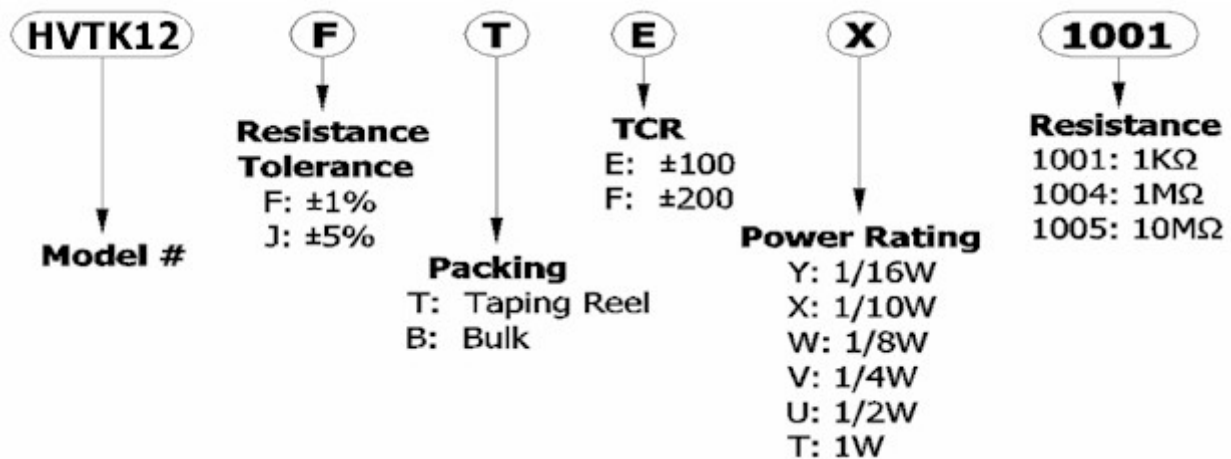 HVTK12 F T E X 1001
Model #
Resistance
Tolerance
F: ±1%
J: ±5%
Packing
T: Taping Reel
B: Bulk
TCR
E: ±100
F: ±200
Power Rating
Y: 1/16W
X: 1/10W
W: 1/8W
V: 1/4W
U: 1/2W
T: 1W
Resistance
1001: 1KΩ
1004: 1MΩ
1005: 10MΩ